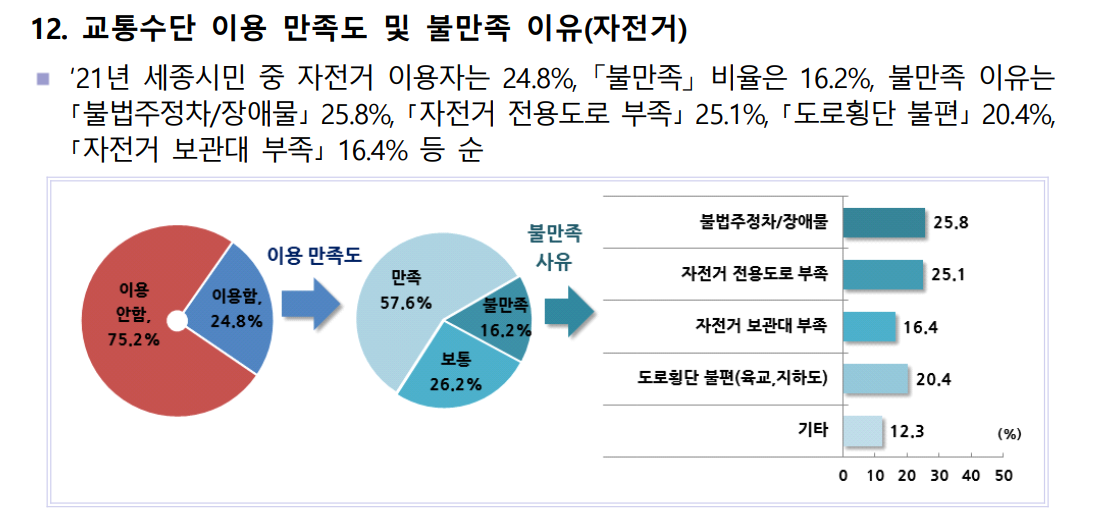 12. 교통수단 이용 만족도 및 불만족 이유(자전거)
■ ‘21년 세종시민 중 자전거 이용자는 24.8%, 「불만족」 비율은 16.2%, 불만족 이유는
「불법주정차/장애물」 25.8%, 「자전거 전용도로 부족」 25.1%, 「도로횡단 불편」 20.4%,
「자전거 보관대 부족」 16.4% 등 순
이용
안함,
75.2%
이용함,
24.8%
이용 만족도
만족
57.6%
불만족
16.2%
보통
26.2%
불만족
사유
불법주정차/장애물 25.8
자전거 전용도로 부족 25.1
자전거 보관대 부족 16.4
도로횡단 불편(육교,지하도) 20.4
기타 12.3
(%)
0 10 20 30 40 50